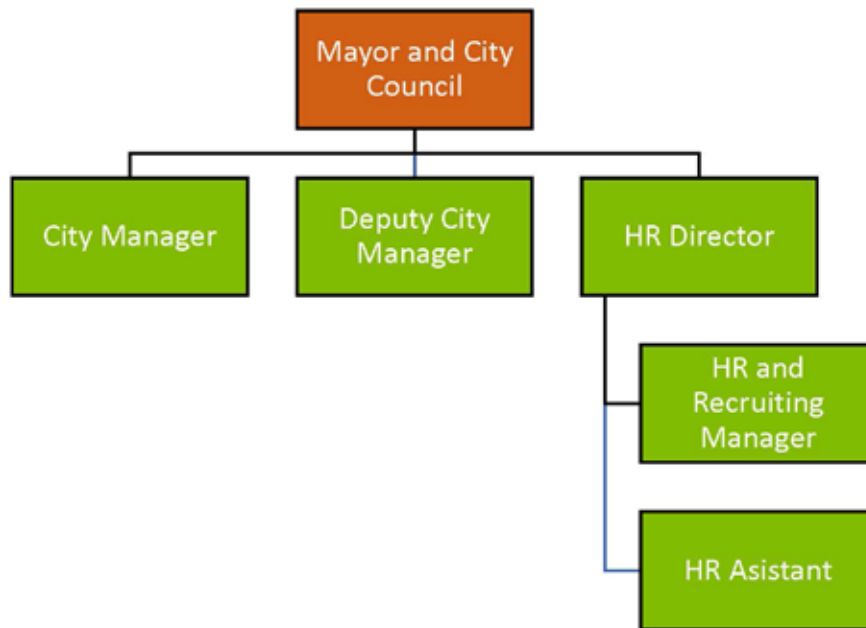 Mayor and City
Council
City Manager
Deputy City
Manager
HR Director
HR and
Recruiting
Manager
HR Asistant